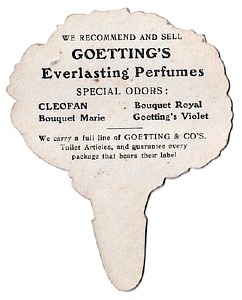 WE RECOMMEND AND SELL
GOETTING'S
Everlasting Perfumes
SPECIAL ODORS:
CLEOFAN Bouquet Royal
Bouquet Marie Goetting's Violet
We carry a full line of GOETTING & CO'S.
Toilet Articles, and guarantee every
package that bears their label